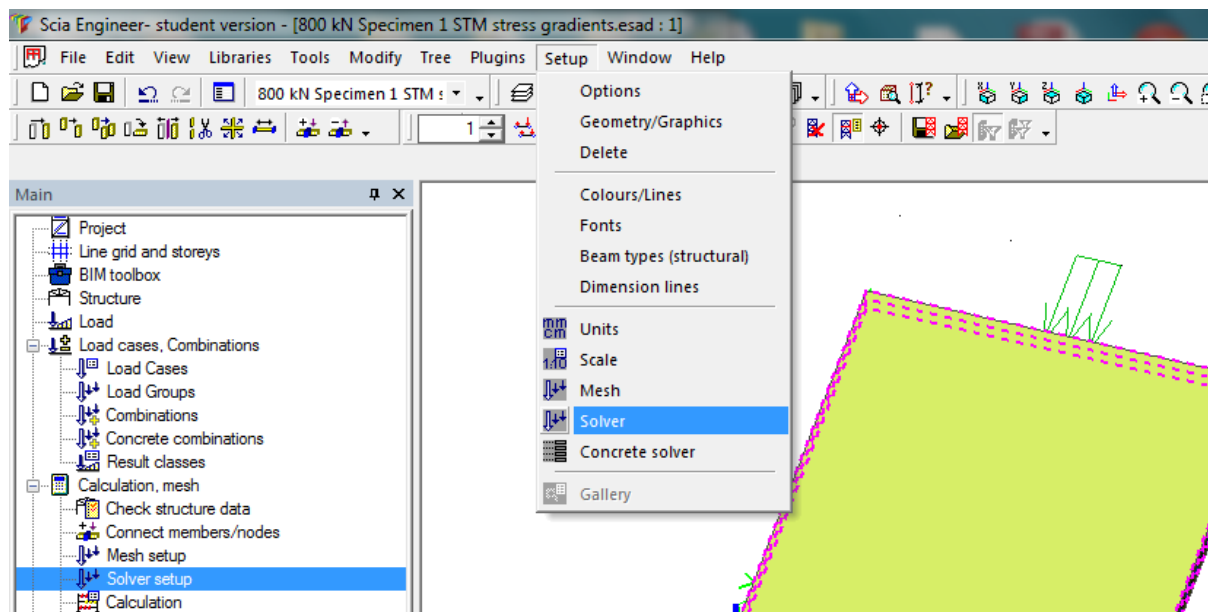 Scia Engineer- student version - [800 kN Specimen 1 STM stress gradients.esad : 1]
File Edit View Libraries Tools Modify Tree Plugins Setup Window Help
800 kN Specimen 1 STM
1
Main
Project
Line grid and storeys
BIM toolbox
Structure
Load
Load cases, Combinations
Load Cases
Load Groups
Combinations
Concrete combinations
Result classes
Calculation, mesh
Check structure data
Connect members/nodes
Mesh setup
Solver setup
Calculation
Options
Geometry/Graphics
Delete
Colours/Lines
Fonts
Beam types (structural)
Dimension lines
mm
cm
Units
1:10
Scale
Mesh
Solver
Concrete solver
Gallery